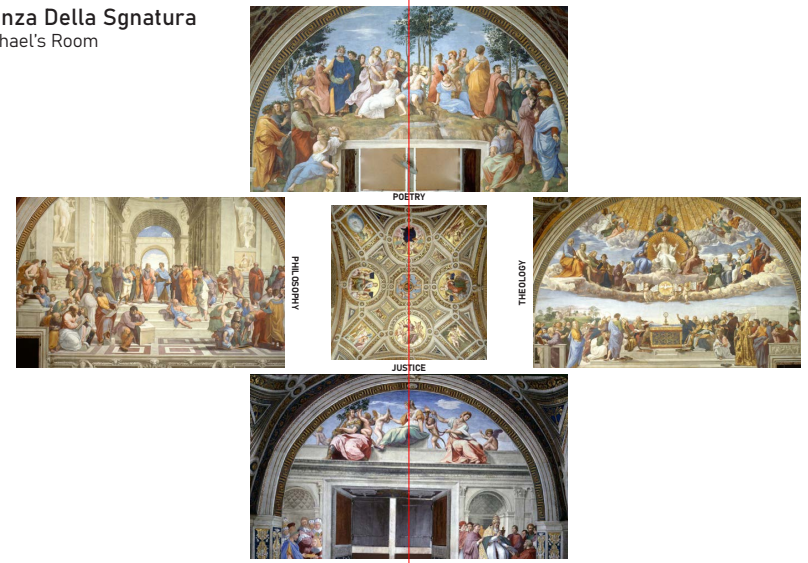 nza Della Sgnatura
hael's Room
POETRY
PHILOSOPHY
THEOLOGY
JUSTICE